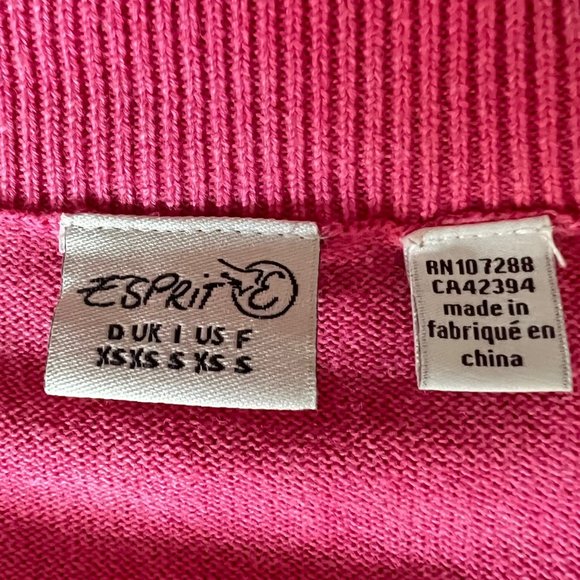 ESPRIT E
D UK I US F
XS XS S XS S
RN107288
CA42394
made in
fabriqué en
china